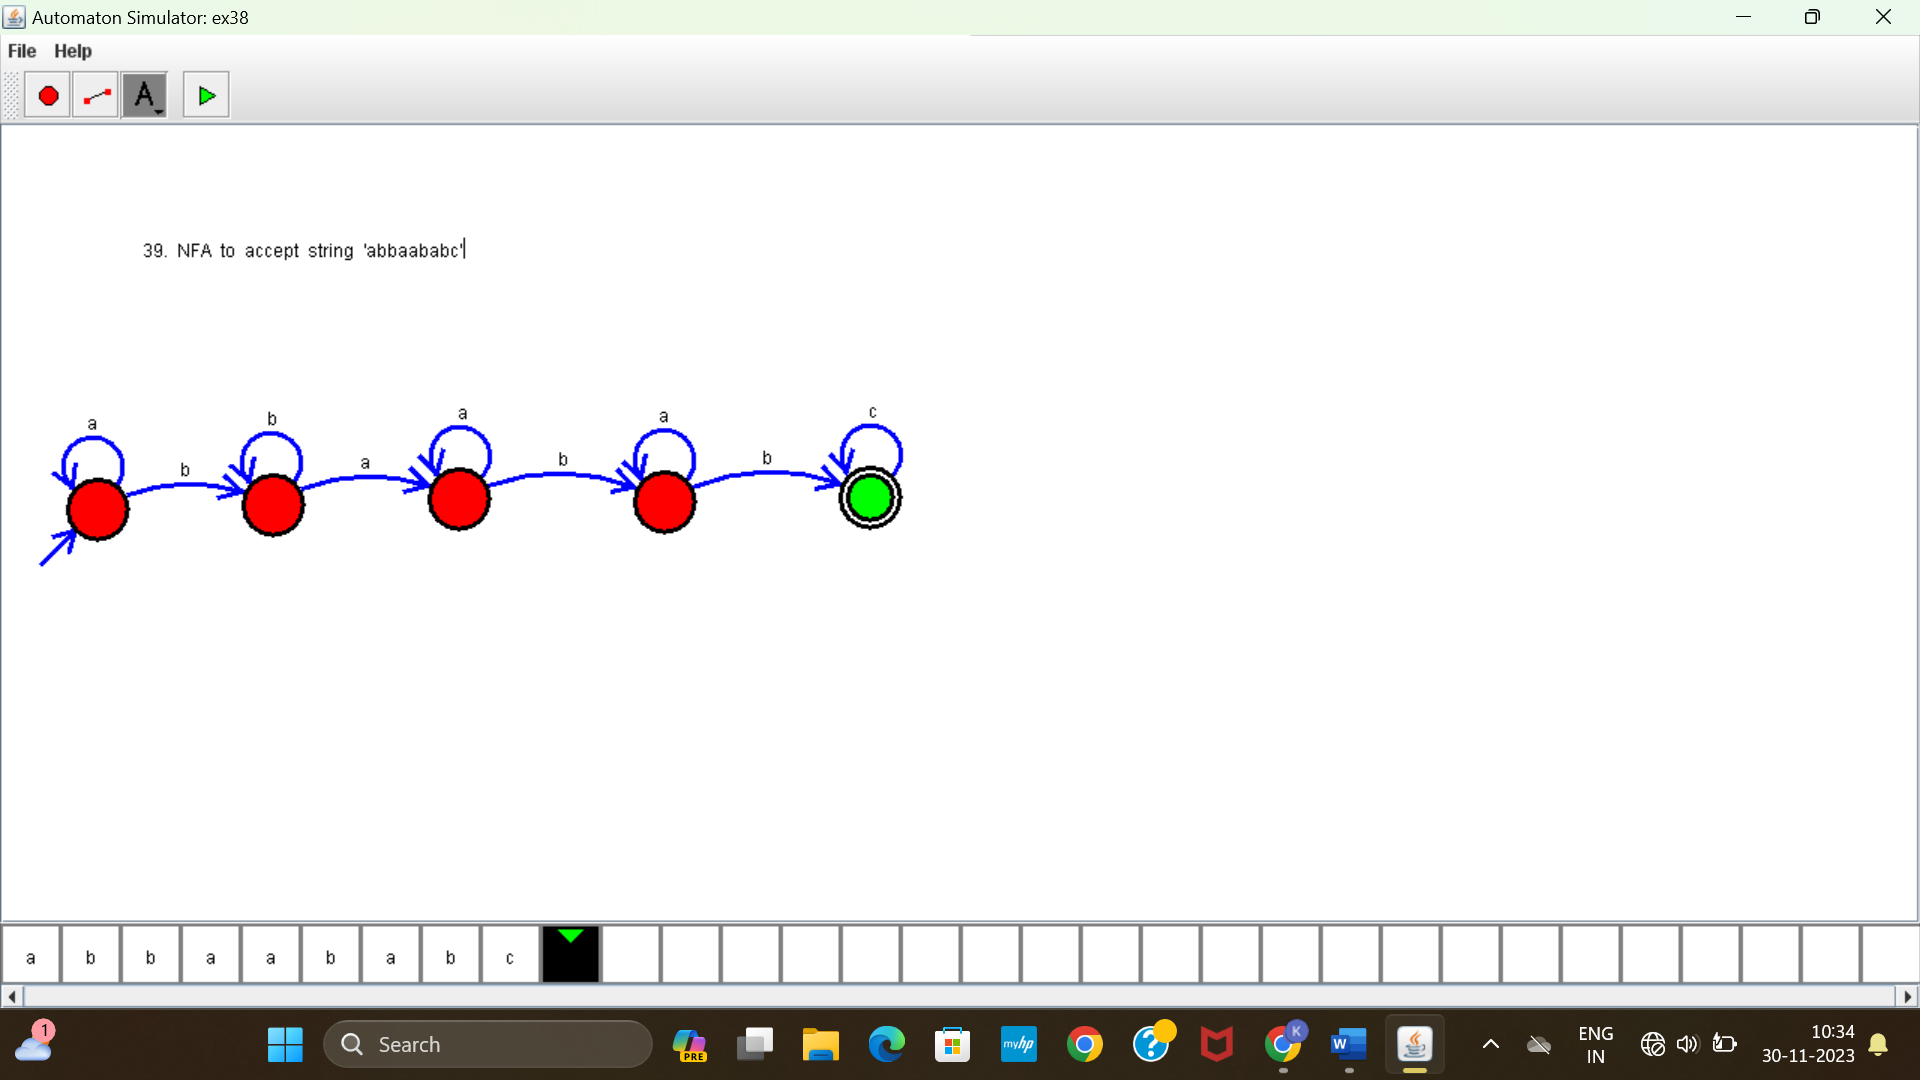 Automaton Simulator: ex38
File Help
A
39. NFA to accept string 'abbaababc'
a b a c
a
b a b b
a b b a a b a b c
1 Search PRE myhp ? K W ENG 10:34
IN 30-11-2023